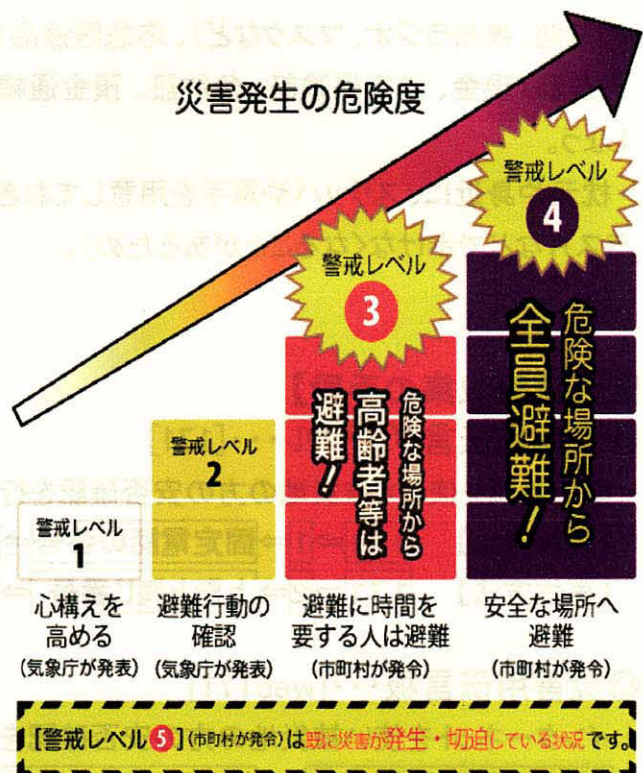 災害発生の危険度
警戒レベル
4
危険な場所から
全員避難!
警戒レベル
3
危険な場所から
高齢者等は
避難!
警戒レベル
2
警戒レベル
1
心構えを
高める
(気象庁が発表)
避難行動の
確認
(気象庁が発表)
避難に時間を
要する人は避難
(市町村が発令)
安全な場所へ
避難
(市町村が発令)
[警戒レベル5](市町村が発令)は既に災害が発生・切迫している状況です。